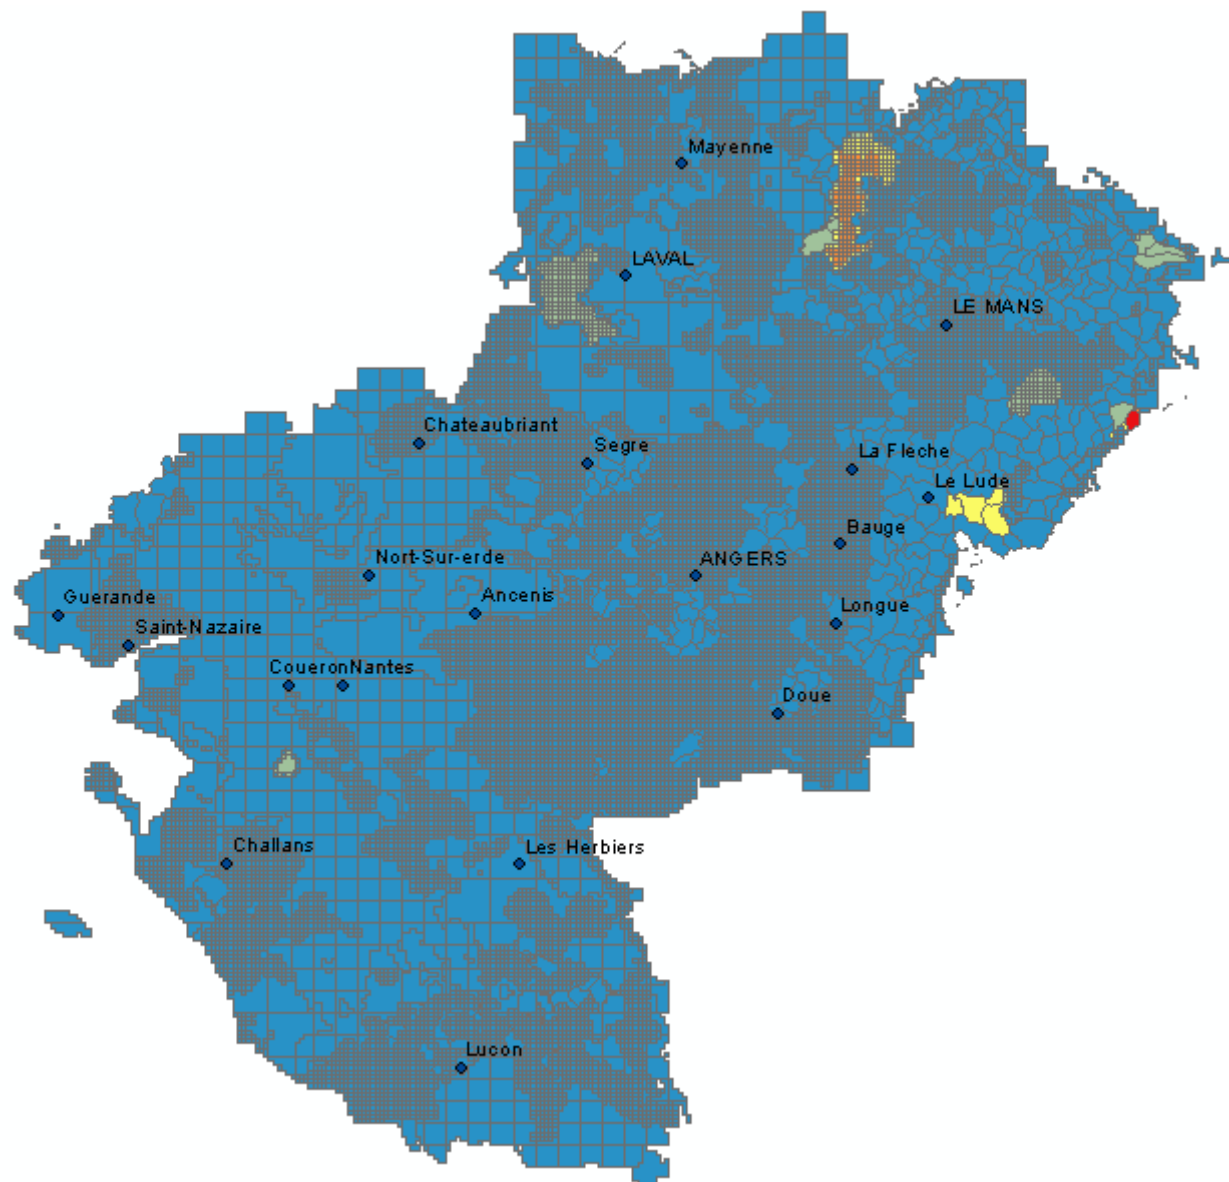 Mayenne
LAVAL
LE MANS
Chateaubriant
Segre
La Fleche
Le Lude
Bauge
Nort-Sur-erde
ANGERS
Ancenis
Guerande
Longue
Saint-Nazaire
CoueronNantes
Doue
Challans
Les Herbiers
Lucon